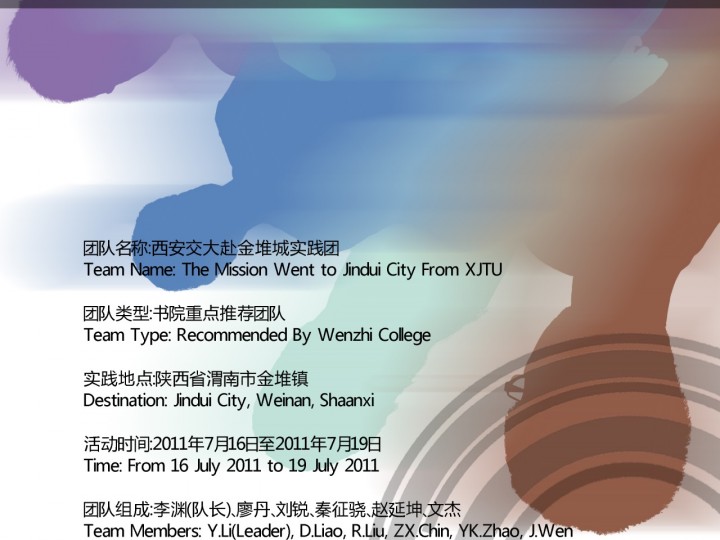 团队名称:西安交大赴金堆城实践团
Team Name: The Mission Went to Jindui City From XJTU
团队类型:书院重点推荐团队
Team Type: Recommended By Wenzhi College
实践地点:陕西省渭南市金堆镇
Destination: Jindui City, Weinan, Shaanxi
活动时间:2011年7月16日至2011年7月19日
Time: From 16 July 2011 to 19 July 2011
团队组成:李渊(队长)、廖丹、刘锐、秦征骁、赵延坤、文杰
Team Members: Y.Li(Leader), D.Liao, R.Liu, ZX.Chin, YK.Zhao, J.Wen